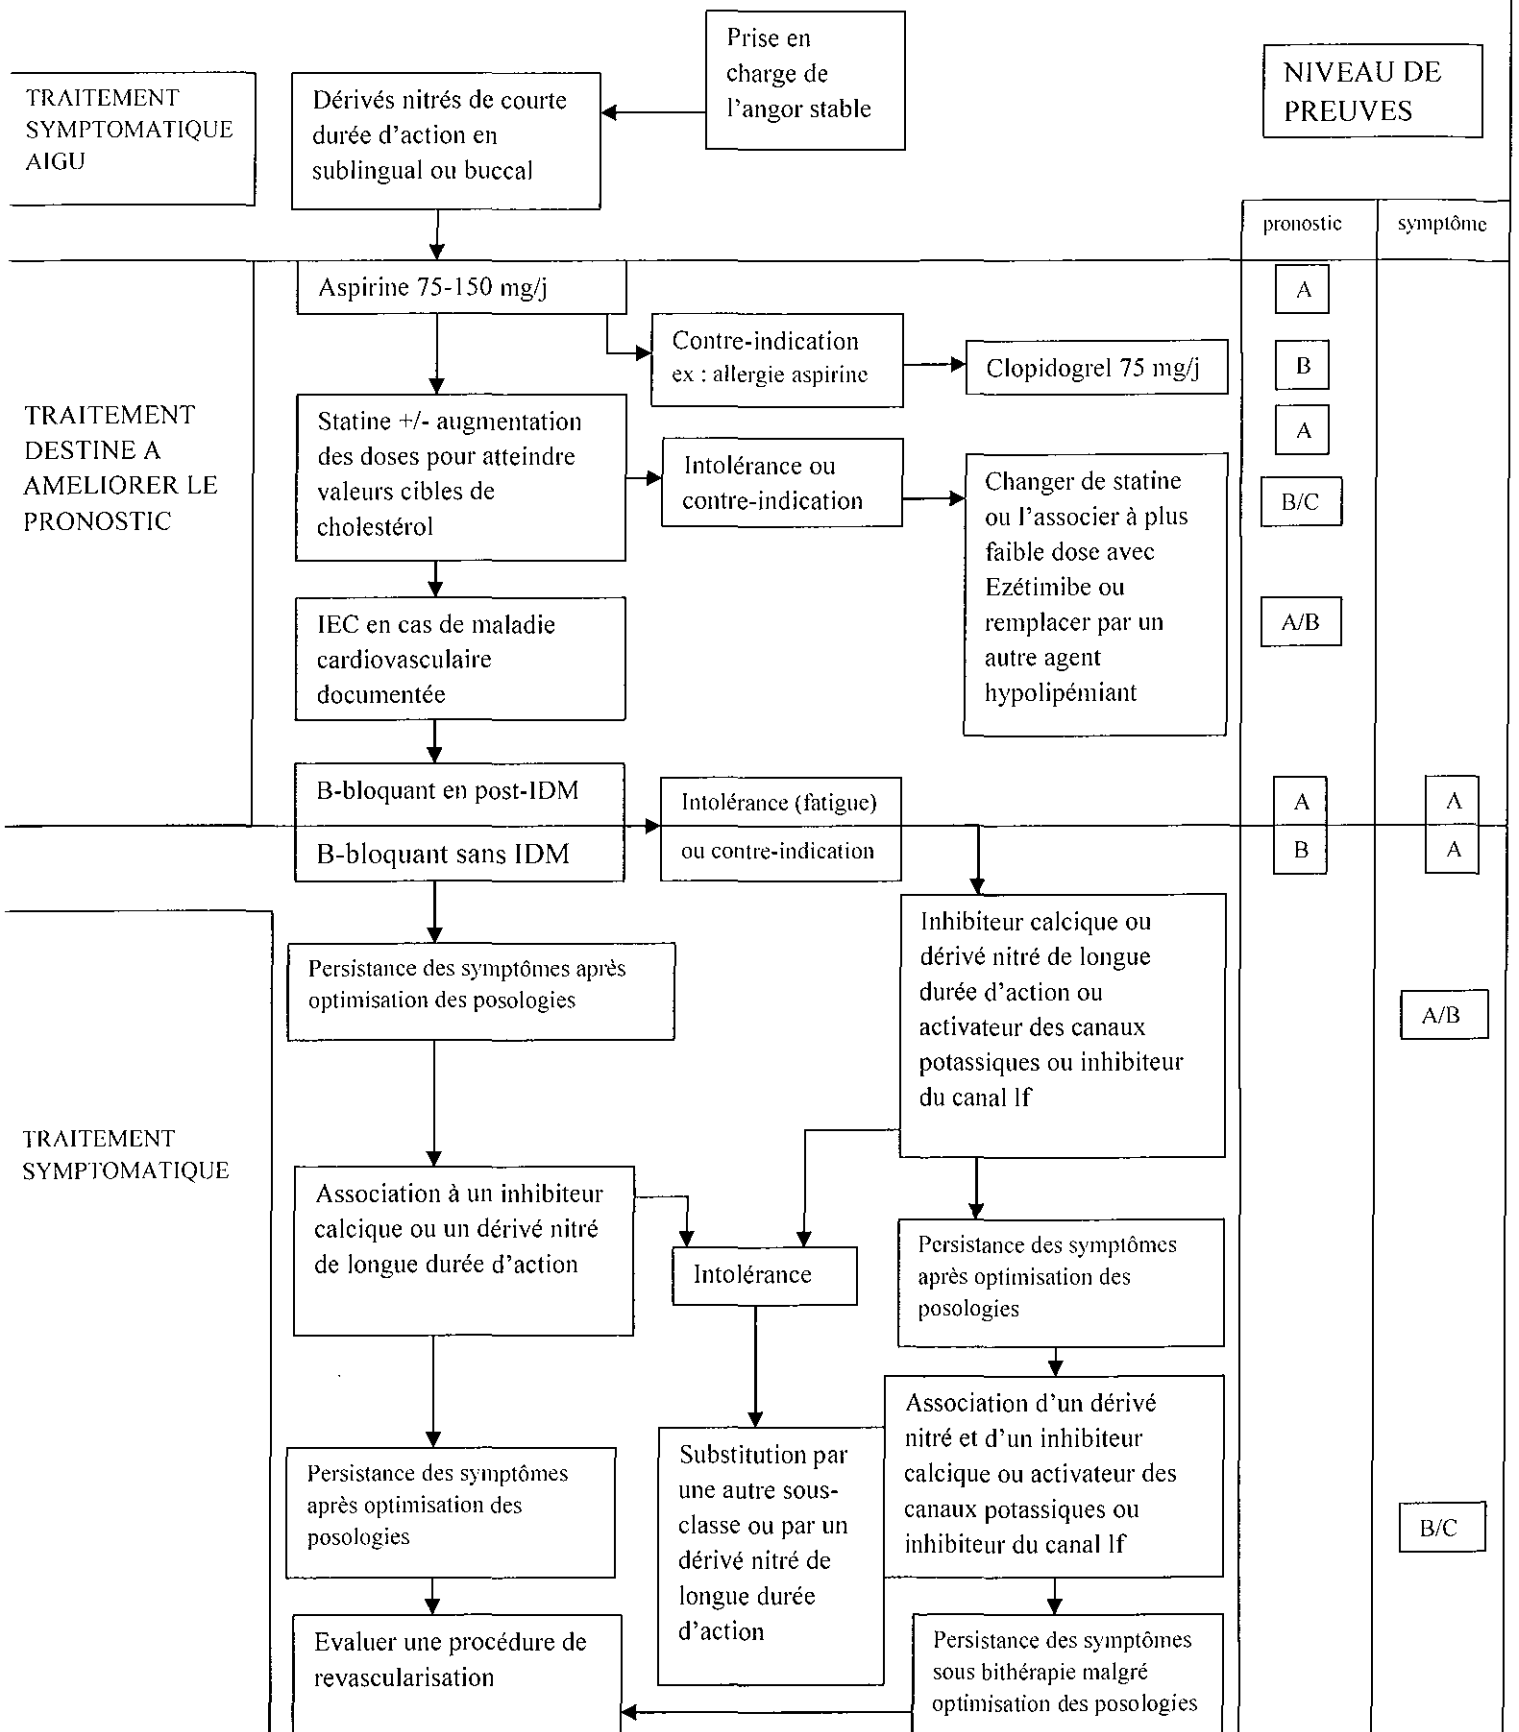 Prise en
charge de
l'angor stable
NIVEAU DE
PREUVES
TRAITEMENT
SYMPTOMATIQUE
AIGU
Dérivés nitrés de courte
durée d'action en
sublingual ou buccal
pronostic
symptôme
Aspirine 75-150 mg/j
A
Contre-indication
ex : allergie aspirine
Clopidogrel 75 mg/j
B
TRAITEMENT
DESTINE A
AMELIORER LE
PRONOSTIC
Statine +/- augmentation
des doses pour atteindre
valeurs cibles de
cholestérol
A
Intolérance ou
contre-indication
Changer de statine
ou l'associer à plus
faible dose avec
Ezétimibe ou
remplacer par un
autre agent
hypolipémiant
B/C
IEC en cas de maladie
cardiovasculaire
documentée
A/B
B-bloquant en post-IDM
Intolérance (fatigue)
A
A
B-bloquant sans IDM
ou contre-indication
B
A
Persistance des symptômes après
optimisation des posologies
Inhibiteur calcique ou
dérivé nitré de longue
durée d'action ou
activateur des canaux
potassiques ou inhibiteur
du canal If
A/B
TRAITEMENT
SYMPTOMATIQUE
Association à un inhibiteur
calcique ou un dérivé nitré
de longue durée d'action
Intolérance
Persistance des symptômes
après optimisation des
posologies
Persistance des symptômes
après optimisation des
posologies
Substitution par
une autre sous-
classe ou par un
dérivé nitré de
longue durée
d'action
Association d'un dérivé
nitré et d'un inhibiteur
calcique ou activateur des
canaux potassiques ou
inhibiteur du canal If
B/C
Evaluer une procédure de
revascularisation
Persistance des symptômes
sous bithérapie malgré
optimisation des posologies